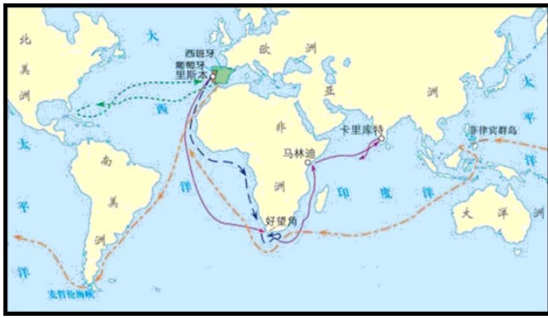 北美洲
大西洋
西班牙
葡萄牙
里斯本
欧洲
亚洲
太平洋
非洲
卡里库特
菲律宾群岛
马林迪
太平洋
南美洲
印度洋
大洋洲
好望角
麦哲伦海峡